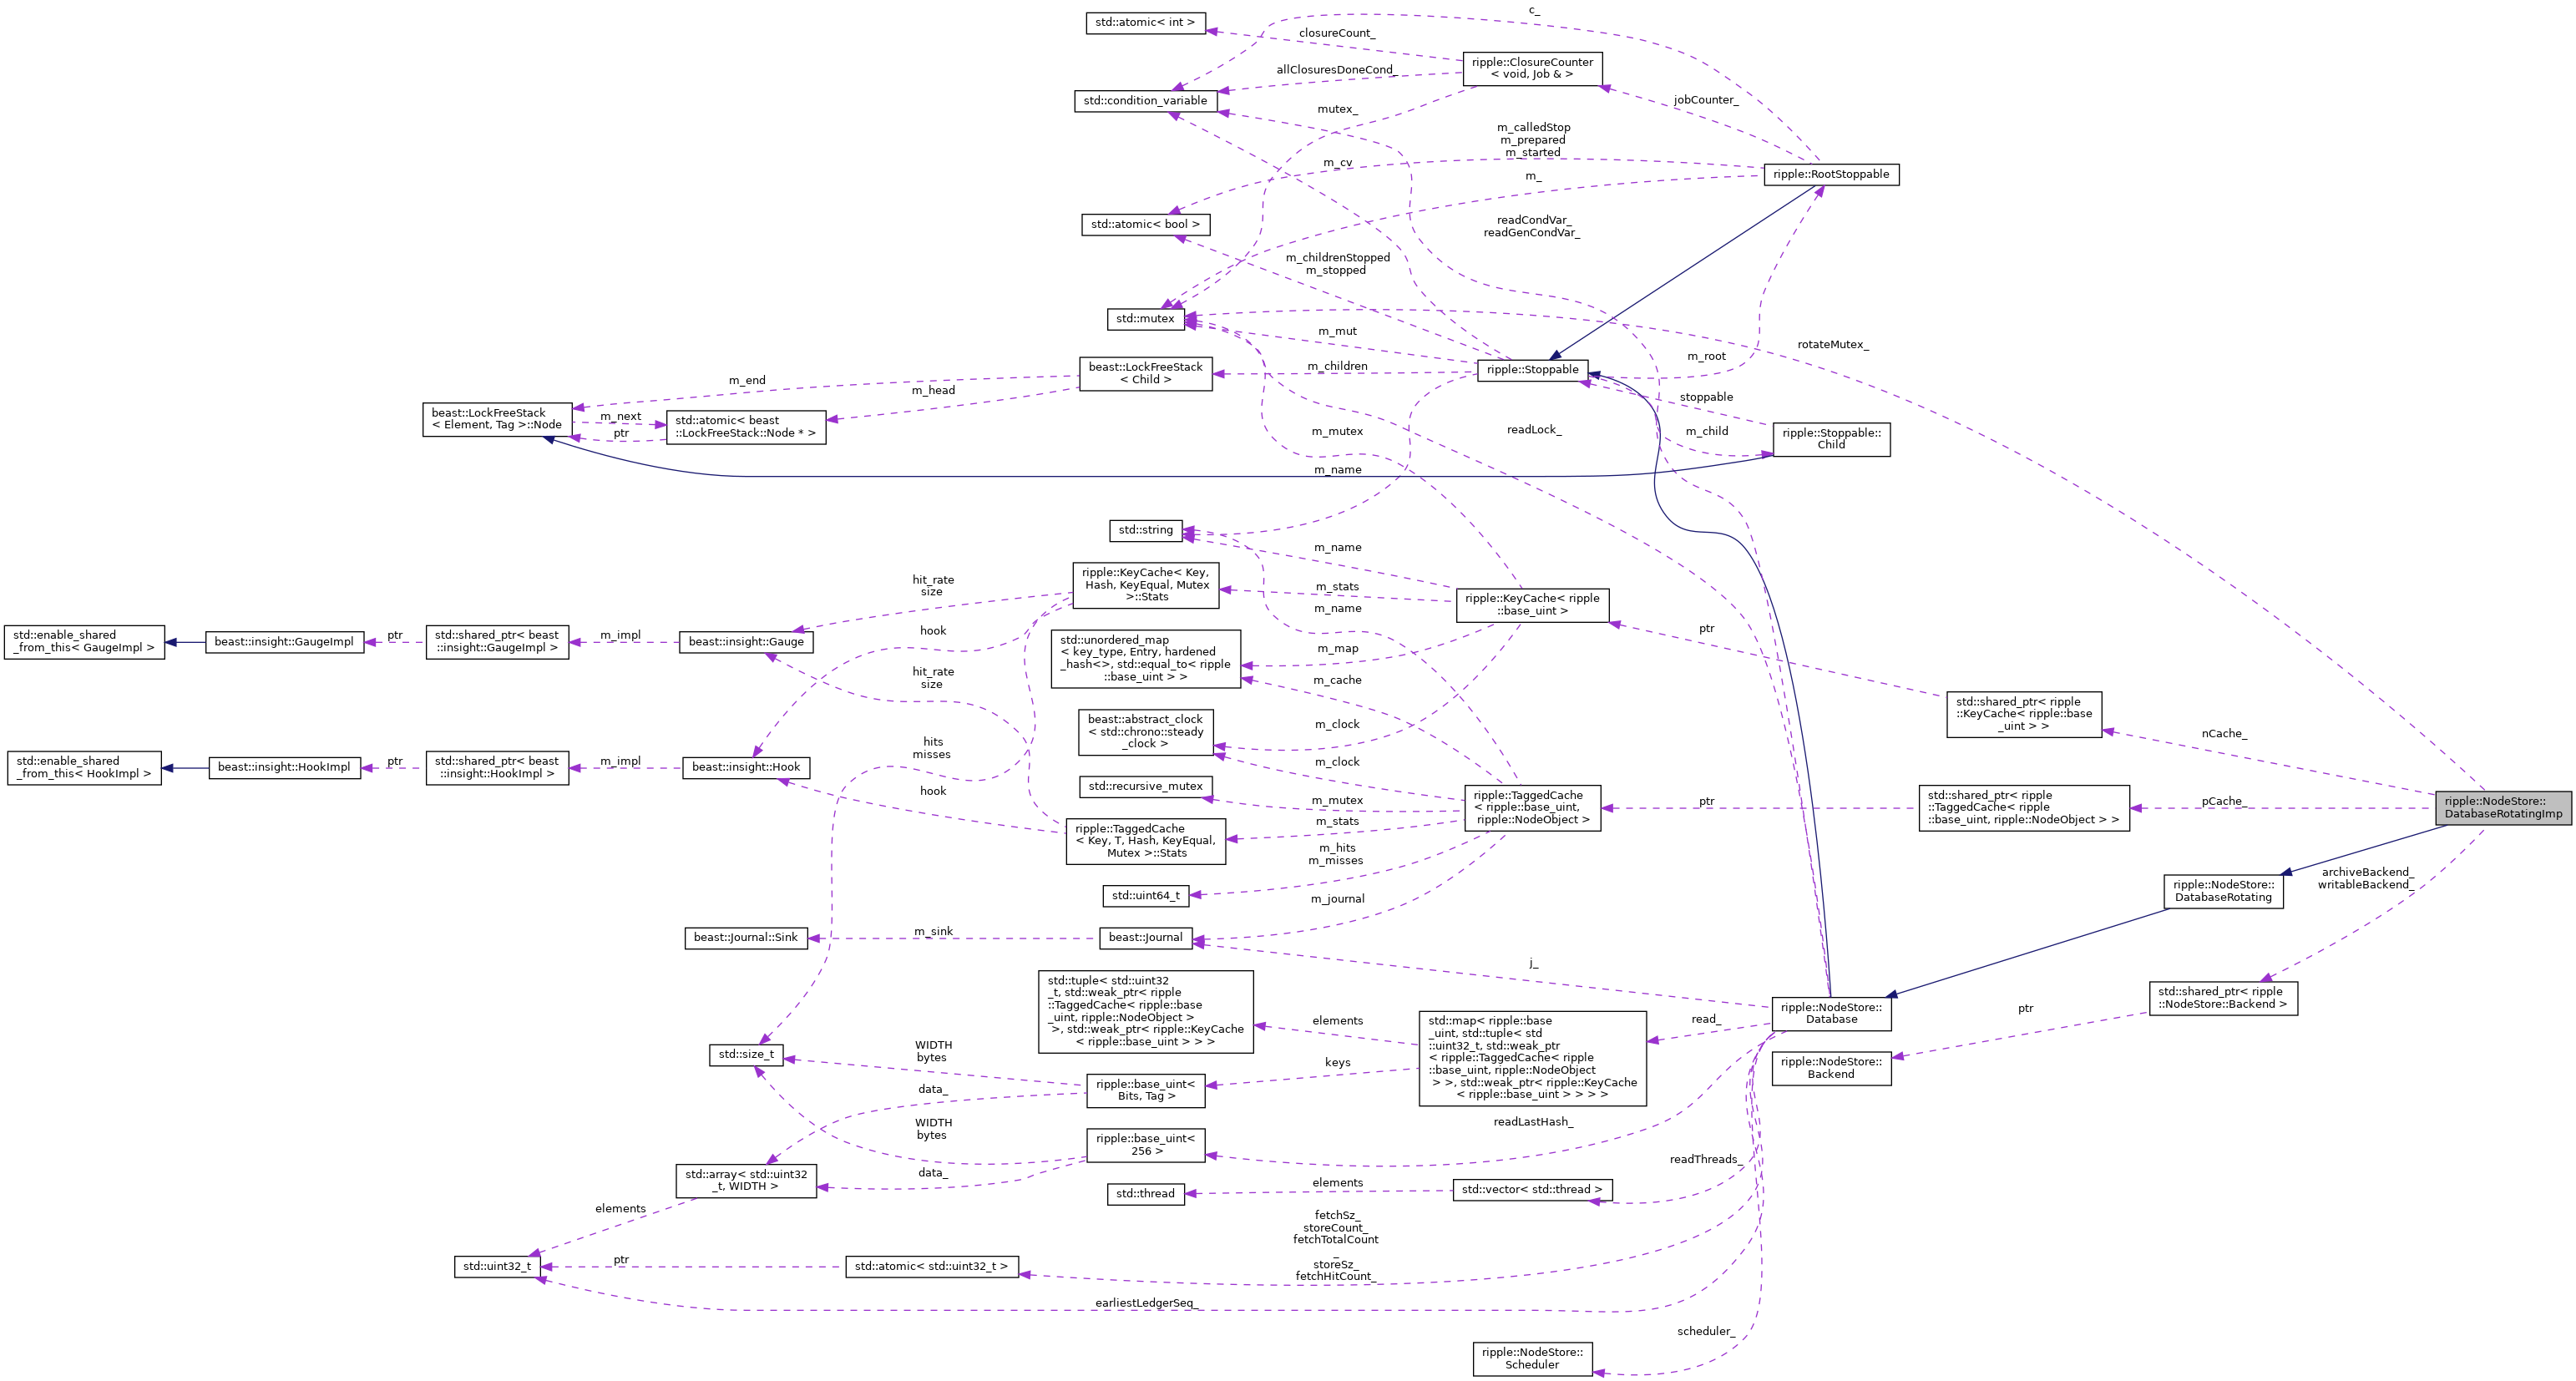 c_
std::atomic< int >
closureCount_
ripple::ClosureCounter
< void, Job & >
allClosuresDoneCond_
std::condition_variable
jobCounter_
mutex_
m_calledStop
m_prepared
m_started
m_cv
ripple::RootStoppable
m_
std::atomic< bool >
readCondVar_
readGenCondVar_
m_childrenStopped
m_stopped
std::mutex
m_mut
rotateMutex_
m_root
beast::LockFreeStack
< Child >
m_children
ripple::Stoppable
m_end
m_head
stoppable
beast::LockFreeStack
< Element, Tag >::Node
m_next
ptr
std::atomic< beast
::LockFreeStack::Node * >
m_mutex
readLock_
m_child
ripple::Stoppable::
Child
m_name
std::string
m_name
ripple::KeyCache< Key,
Hash, KeyEqual, Mutex
>::Stats
hit_rate
size
m_stats
ripple::KeyCache< ripple
::base_uint >
m_name
hook
std::enable_shared
_from_this< GaugeImpl >
beast::insight::GaugeImpl
ptr
std::shared_ptr< beast
::insight::GaugeImpl >
m_impl
beast::insight::Gauge
std::unordered_map
< key_type, Entry, hardened
_hash<>, std::equal_to< ripple
::base_uint > >
m_map
ptr
hit_rate
size
m_cache
std::shared_ptr< ripple
::KeyCache< ripple::base
_uint > >
nCache_
beast::abstract_clock
< std::chrono::steady
_clock >
m_clock
hits
misses
std::enable_shared
_from_this< HookImpl >
beast::insight::HookImpl
ptr
std::shared_ptr< beast
::insight::HookImpl >
m_impl
beast::insight::Hook
m_clock
std::recursive_mutex
hook
m_mutex
ripple::TaggedCache
< ripple::base_uint,
ripple::NodeObject >
ptr
std::shared_ptr< ripple
::TaggedCache< ripple
::base_uint, ripple::NodeObject > >
pCache_
ripple::NodeStore::
DatabaseRotatingImp
ripple::TaggedCache
< Key, T, Hash, KeyEqual,
Mutex >::Stats
m_stats
m_hits
m_misses
std::uint64_t
m_journal
archiveBackend_
writableBackend_
ripple::NodeStore::
DatabaseRotating
beast::Journal::Sink
m_sink
beast::Journal
j_
std::tuple< std::uint32
_t, std::weak_ptr< ripple
::TaggedCache< ripple::base
_uint, ripple::NodeObject >
>, std::weak_ptr< ripple::KeyCache
< ripple::base_uint > > >
elements
std::map< ripple::base
_uint, std::tuple< std
::uint32_t, std::weak_ptr
< ripple::TaggedCache< ripple
::base_uint, ripple::NodeObject
> >, std::weak_ptr< ripple::KeyCache
< ripple::base_uint > > > >
read_
ripple::NodeStore::
Database
ptr
std::shared_ptr< ripple
::NodeStore::Backend >
std::size_t
WIDTH
bytes
keys
ripple::NodeStore::
Backend
data_
ripple::base_uint<
Bits, Tag >
WIDTH
bytes
readLastHash_
ripple::base_uint<
256 >
std::array< std::uint32
_t, WIDTH >
data_
readThreads_
std::thread
elements
std::vector< std::thread >
elements
fetchSz_
storeCount_
fetchTotalCount
_
storeSz_
fetchHitCount_
std::uint32_t
ptr
std::atomic< std::uint32_t >
earliestLedgerSeq_
scheduler_
ripple::NodeStore::
Scheduler